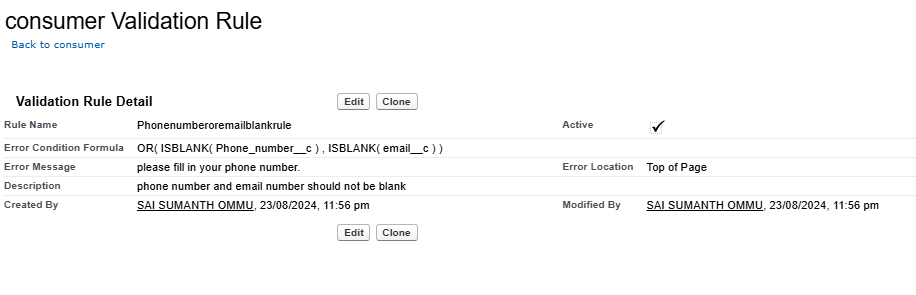 consumer Validation Rule
Back to consumer
Validation Rule Detail Edit Clone
Rule Name Phonenumberoremailblankrule Active
Error Condition Formula OR( ISBLANK( Phone_number__c ) , ISBLANK( email__c ) )
Error Message please fill in your phone number. Error Location Top of Page
Description phone number and email number should not be blank
Created By SAI SUMANTH OMMU, 23/08/2024, 11:56 pm Modified By SAI SUMANTH OMMU, 23/08/2024, 11:56 pm
Edit Clone